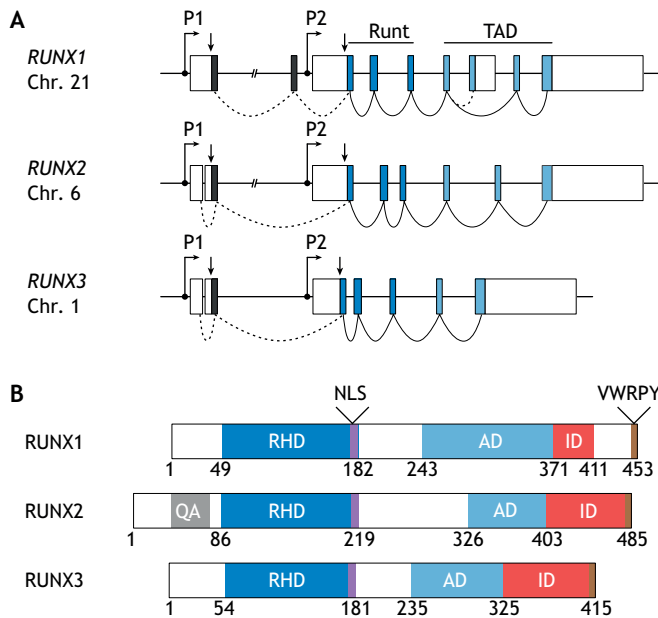 A
P1 P2 Runt TAD
RUNX1
Chr. 21
//
P1 P2
RUNX2
Chr. 6
//
P1 P2
RUNX3
Chr. 1
B
NLS VWRPY
RUNX1 RHD AD ID
1 49 182 243 371 411 453
RUNX2 QA RHD AD ID
1 86 219 326 403 485
RUNX3 RHD AD ID
1 54 181 235 325 415